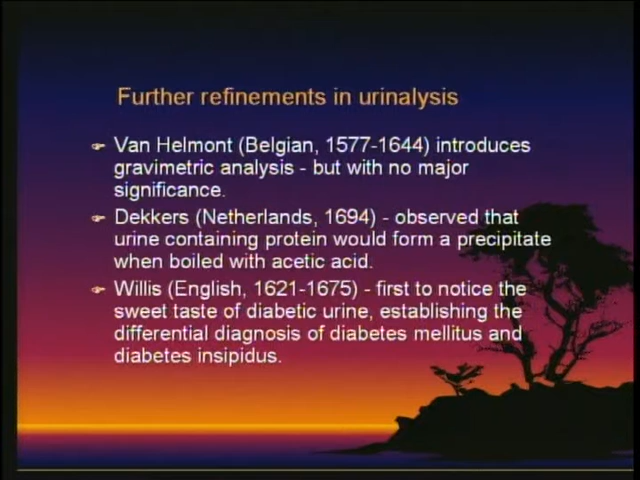 Further refinements in urinalysis
Van Helmont (Belgian, 1577-1644) introduces
gravimetric analysis - but with no major
significance.
Dekkers (Netherlands, 1694) - observed that
urine containing protein would form a precipitate
when boiled with acetic acid.
Willis (English, 1621-1675) - first to notice the
sweet taste of diabetic urine, establishing the
differential diagnosis of diabetes mellitus and
diabetes insipidus.